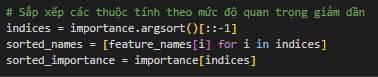 # Sắp xếp các thuộc tính theo mức độ quan trọng giảm dần
indices = importance.argsort()[::-1]
sorted_names = [feature_names[i] for i in indices]
sorted_importance = importance[indices]